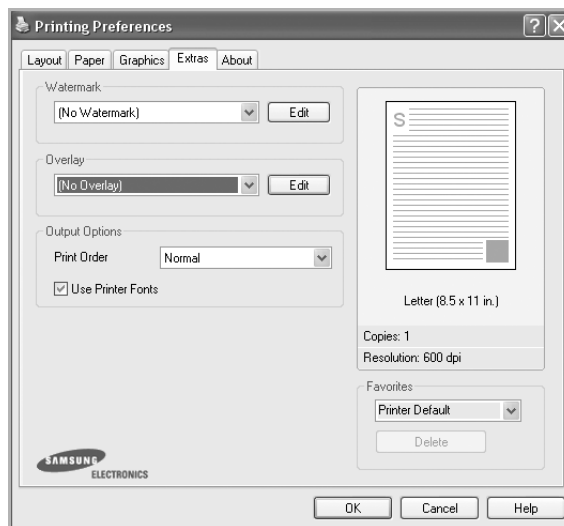 Printing Preferences
Layout Paper Graphics Extras About
Watermark
(No Watermark) Edit
Overlay
(No Overlay) Edit
Output Options
Print Order Normal
Use Printer Fonts
S
Letter (8.5 x 11 in.)
Copies: 1
Resolution: 600 dpi
Favorites
Printer Default
Delete
SAMSUNG
ELECTRONICS
OK Cancel Help